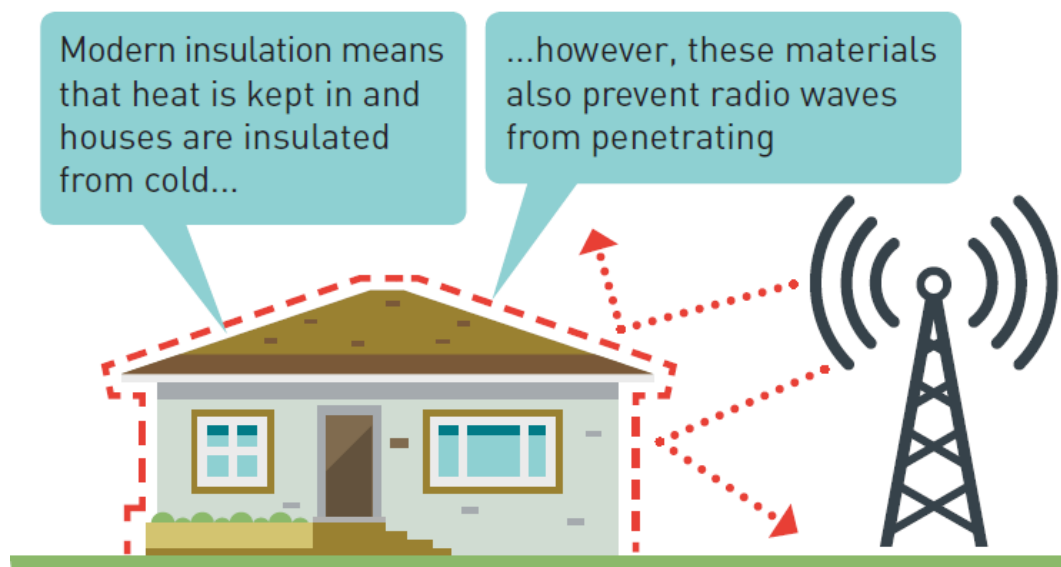 Modern insulation means
that heat is kept in and
houses are insulated
from cold...
...however, these materials
also prevent radio waves
from penetrating